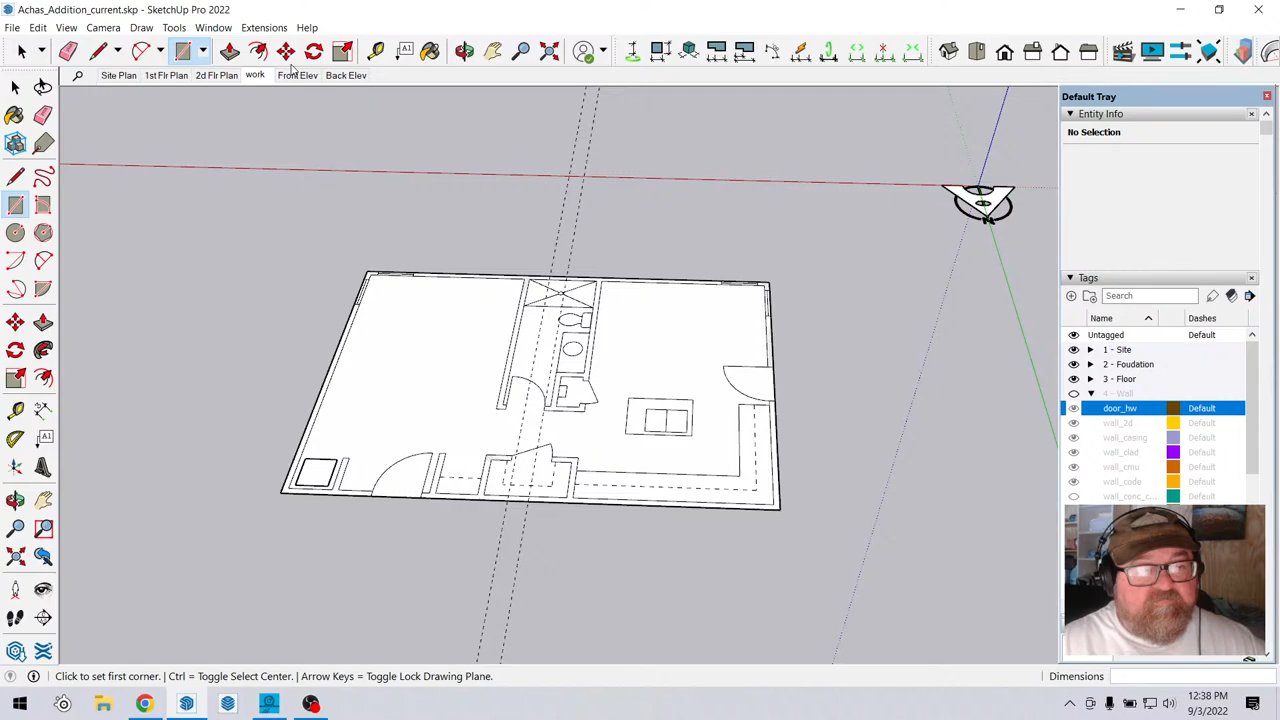 Achas_Addition_current.skp - SketchUp Pro 2022
File Edit View Camera Draw Tools Window Extensions Help
Site Plan 1st Flr Plan 2d Flr Plan work Front Elev Back Elev
Default Tray
Entity Info
No Selection
Tags
Search
Name Dashes
Untagged Default
1 - Site
2 - Foudation
3 - Floor
4 - Wall
door_hw Default
wall_2d Default
wall_casing Default
wall_clad Default
wall_cmu Default
wall_code Default
wall_conc_c... Default
Click to set first corner. | Ctrl = Toggle Select Center. | Arrow Keys = Toggle Lock Drawing Plane.
Dimensions
12:38 PM
9/3/2022